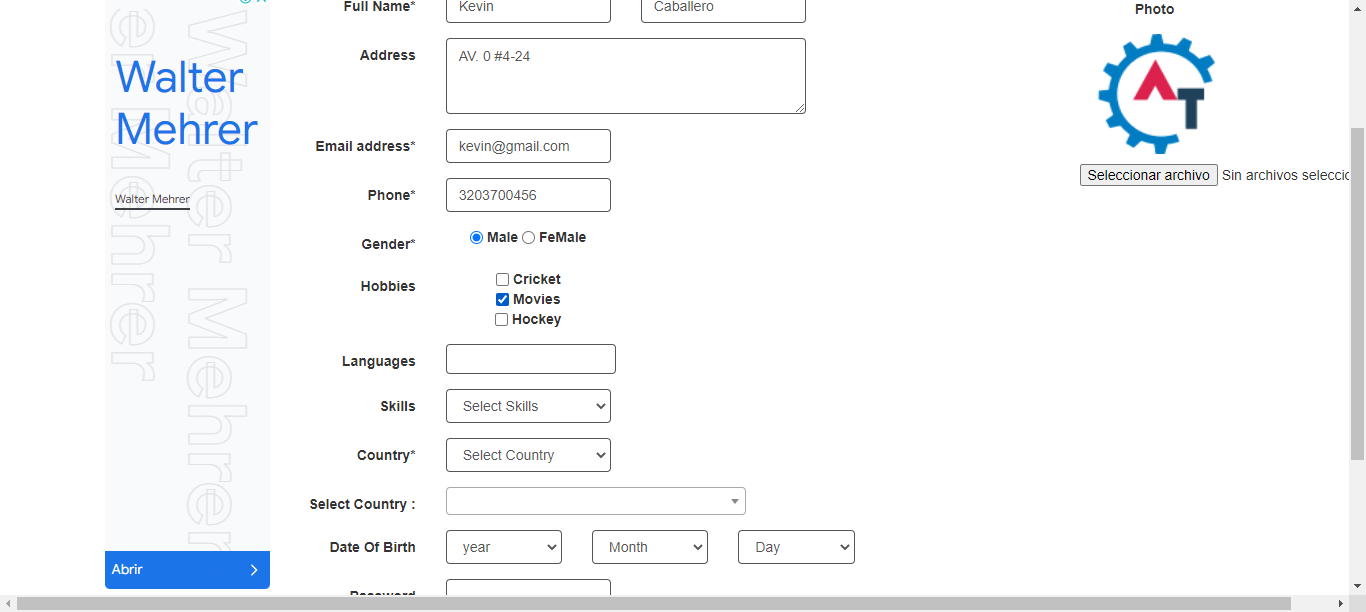 Full Name* Kevin Caballero
Photo
Address AV. 0 #4-24
AT
Walter
Mehrer
Walter Mehrer
Walter Mehrer
er Mehrer
Email address* kevin@gmail.com
Seleccionar archivo Sin archivos seleccic
Phone* 3203700456
Gender* Male FeMale
Hobbies Cricket
Movies
Hockey
Languages
Skills Select Skills
Country* Select Country
Select Country :
Date Of Birth year Month Day
Abrir
Password